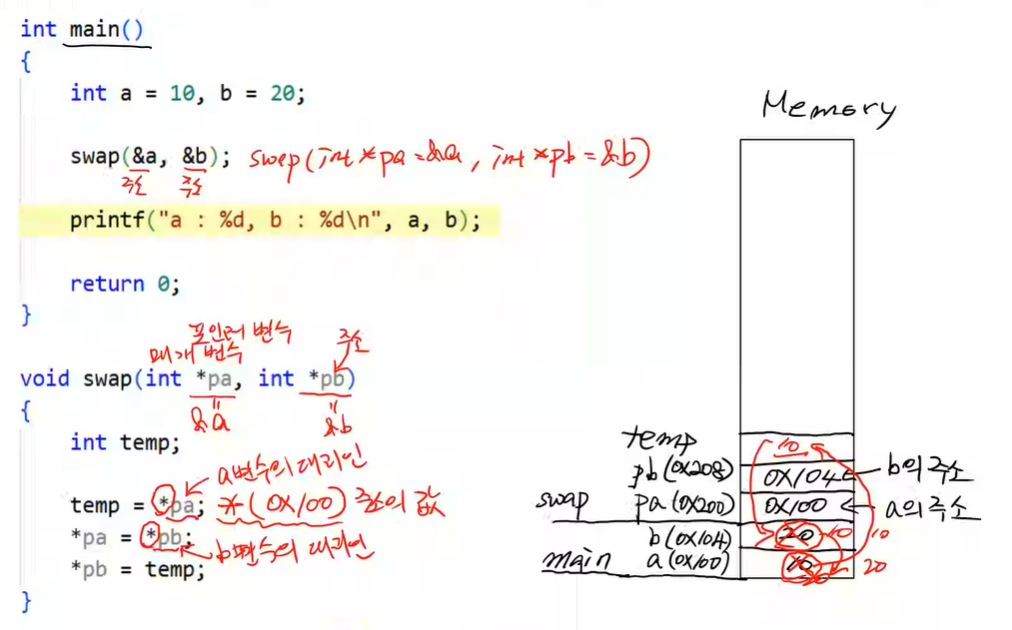 int main()
{
int a = 10, b = 20;
Memory
swap(&a, &b); swap(int *pa=&a, int *pb=&b)
주소 주소
printf("a : %d, b : %d\n", a, b);
return 0;
}
포인터 변수
매개 변수 주소
void swap(int *pa, int *pb)
{
" "
&a &b
int temp;
a변수의 대리인
temp = *pa; *(0x100) 주소의 값
*pa = *pb; b변수의 대리인
*pb = temp;
}
temp 10
pb(0x208) 0x104 b의 주소
swap pa(0x200) 0x100 a의 주소
b(0x104) 20 10 10
main a(0x100) 10 20 20